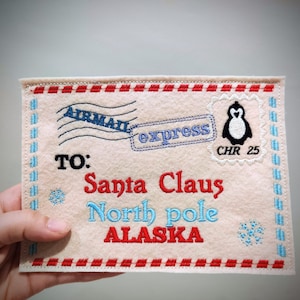 AIRMAIL
express
CHR 25
TO:
Santa Claus
North pole
ALASKA